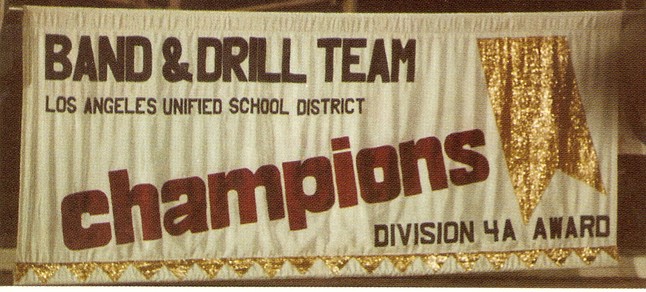 BAND & DRILL TEAM
LOS ANGELES UNIFIED SCHOOL DISTRICT
champions
DIVISION 4A AWARD